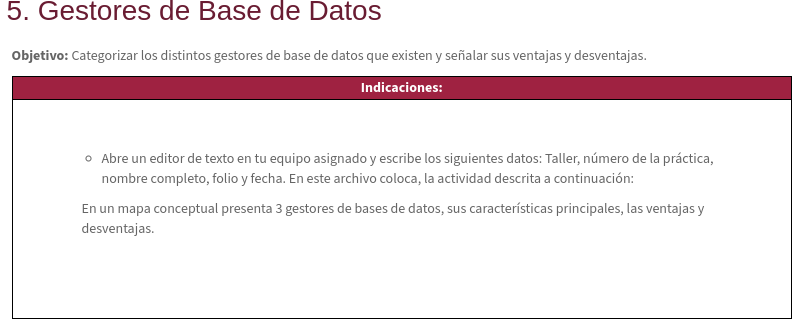 5. Gestores de Base de Datos
Objetivo: Categorizar los distintos gestores de base de datos que existen y señalar sus ventajas y desventajas.
Indicaciones:
Abre un editor de texto en tu equipo asignado y escribe los siguientes datos: Taller, número de la práctica,
nombre completo, folio y fecha. En este archivo coloca, la actividad descrita a continuación:
En un mapa conceptual presenta 3 gestores de bases de datos, sus características principales, las ventajas y
desventajas.